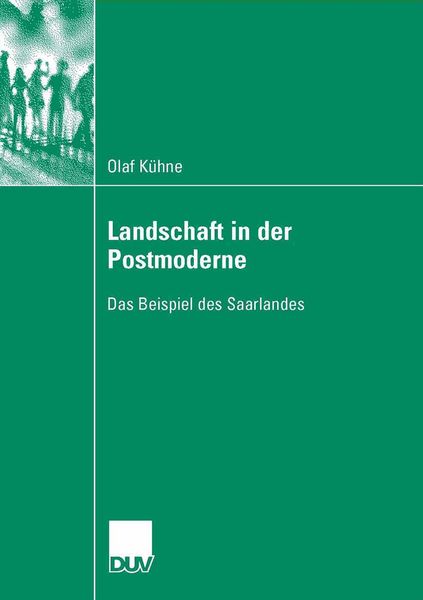 Olaf Kühne
Landschaft in der
Postmoderne
Das Beispiel des Saarlandes
DUV